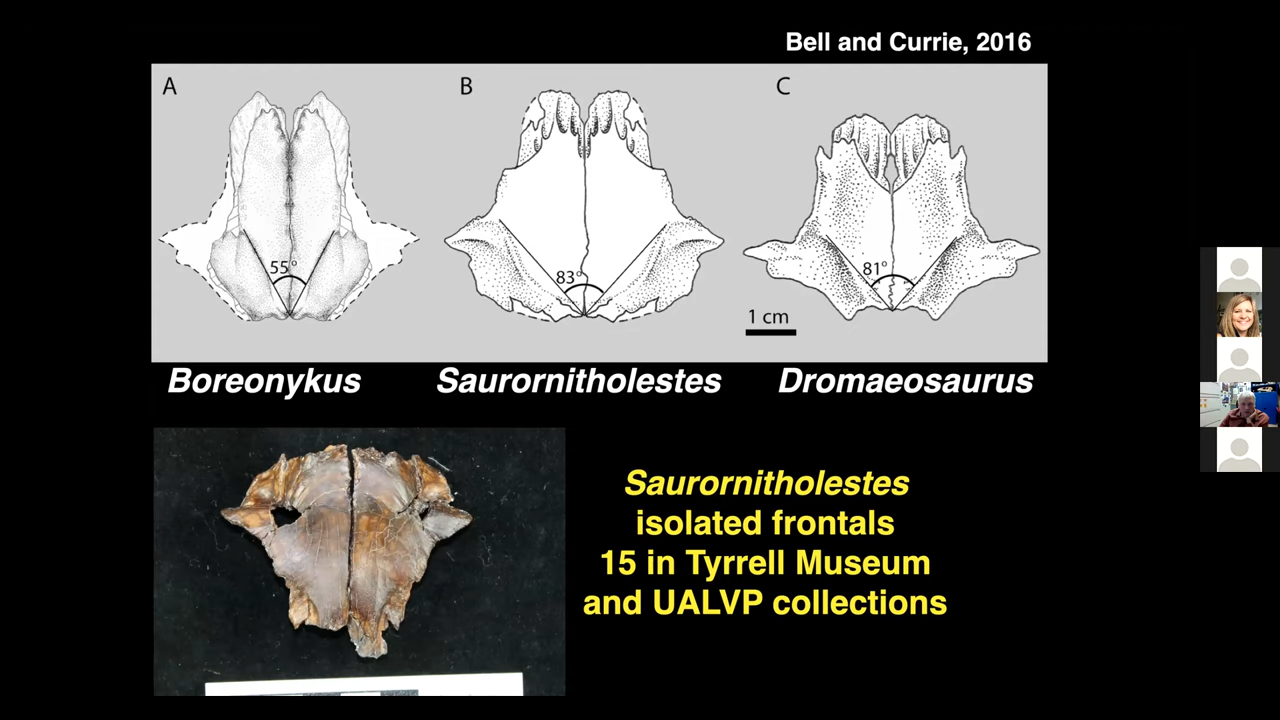 Bell and Currie, 2016
A
B
C
55°
83°
81°
1 cm
Boreonykus
Saurornitholestes
Dromaeosaurus
Saurornitholestes
isolated frontals
15 in Tyrrell Museum
and UALVP collections